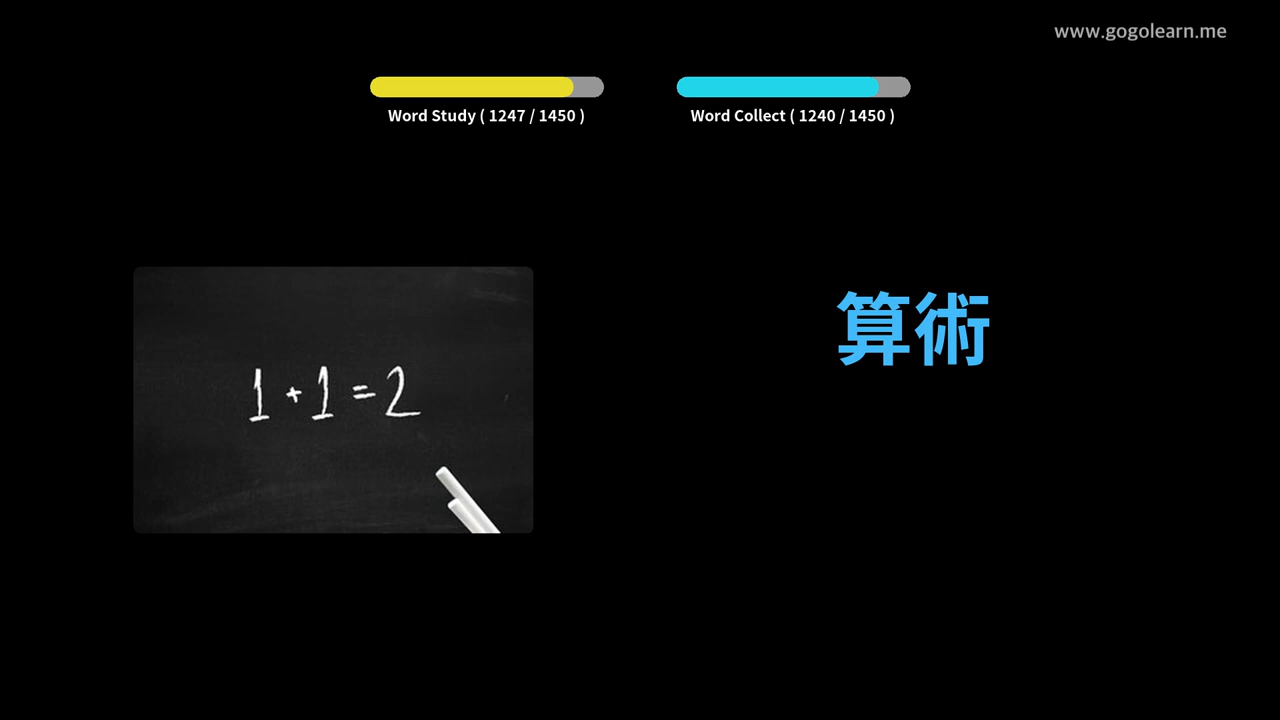 www.gogolearn.me
Word Study ( 1247 / 1450 )
Word Collect ( 1240 / 1450 )
算術
1 + 1 = 2